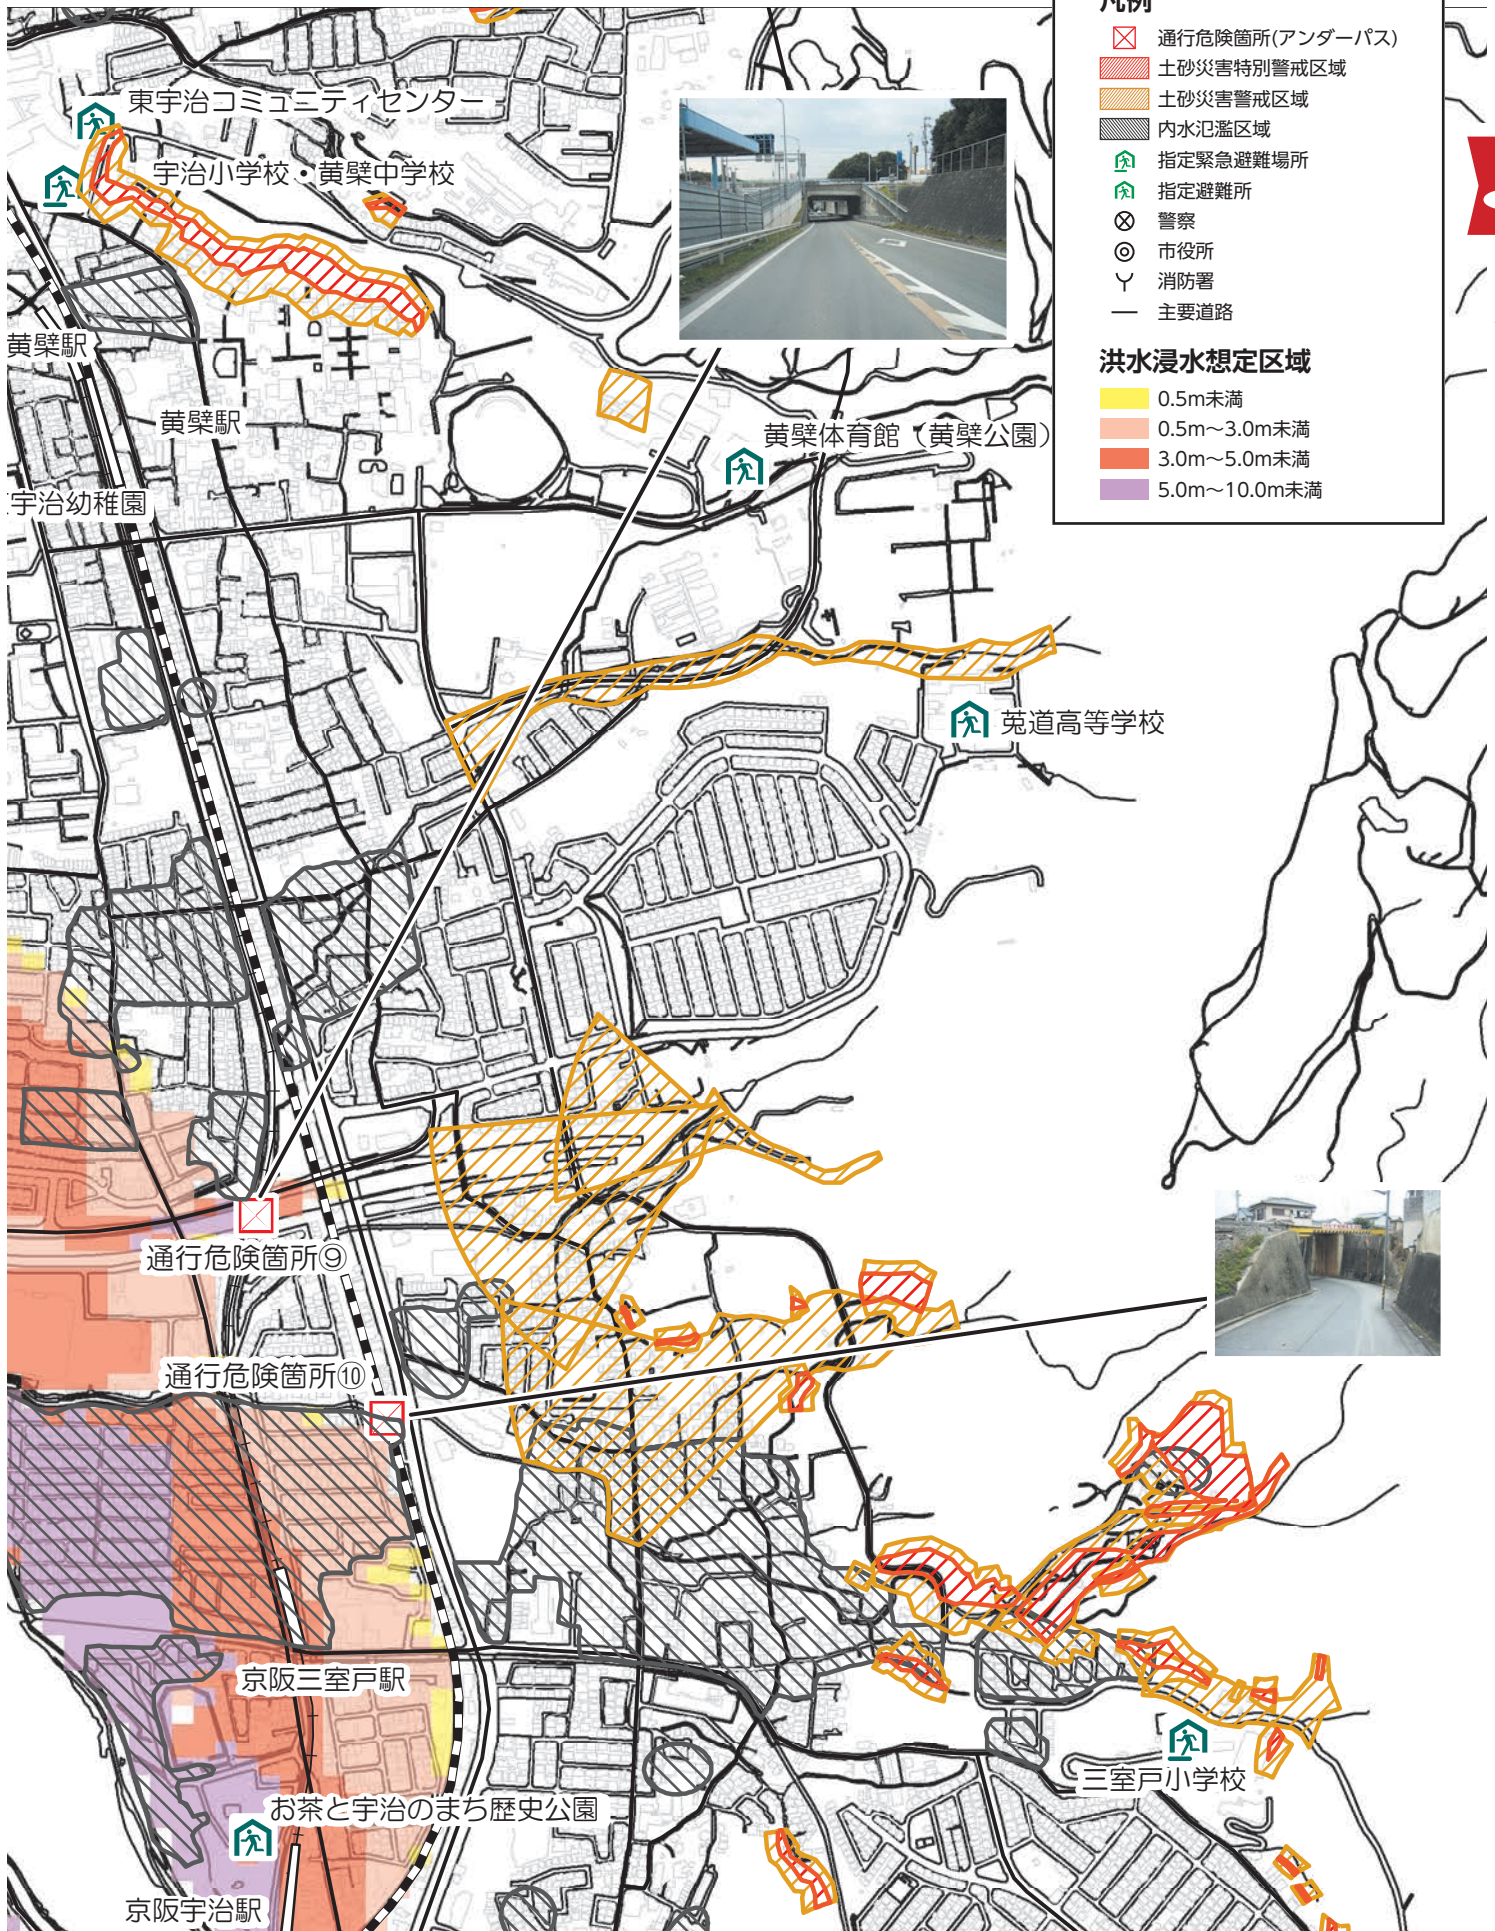 凡例
通行危険箇所(アンダーパス)
土砂災害特別警戒区域
土砂災害警戒区域
内水氾濫区域
指定緊急避難場所
指定避難所
警察
市役所
消防署
主要道路
洪水浸水想定区域
0.5m未満
0.5m～3.0m未満
3.0m～5.0m未満
5.0m～10.0m未満
東宇治コミュニティセンター
宇治小学校・黄檗中学校
黄檗駅
黄檗駅
黄檗体育館（黄檗公園）
宇治幼稚園
莵道高等学校
通行危険箇所⑨
通行危険箇所⑩
京阪三室戸駅
三室戸小学校
お茶と宇治のまち歴史公園
京阪宇治駅